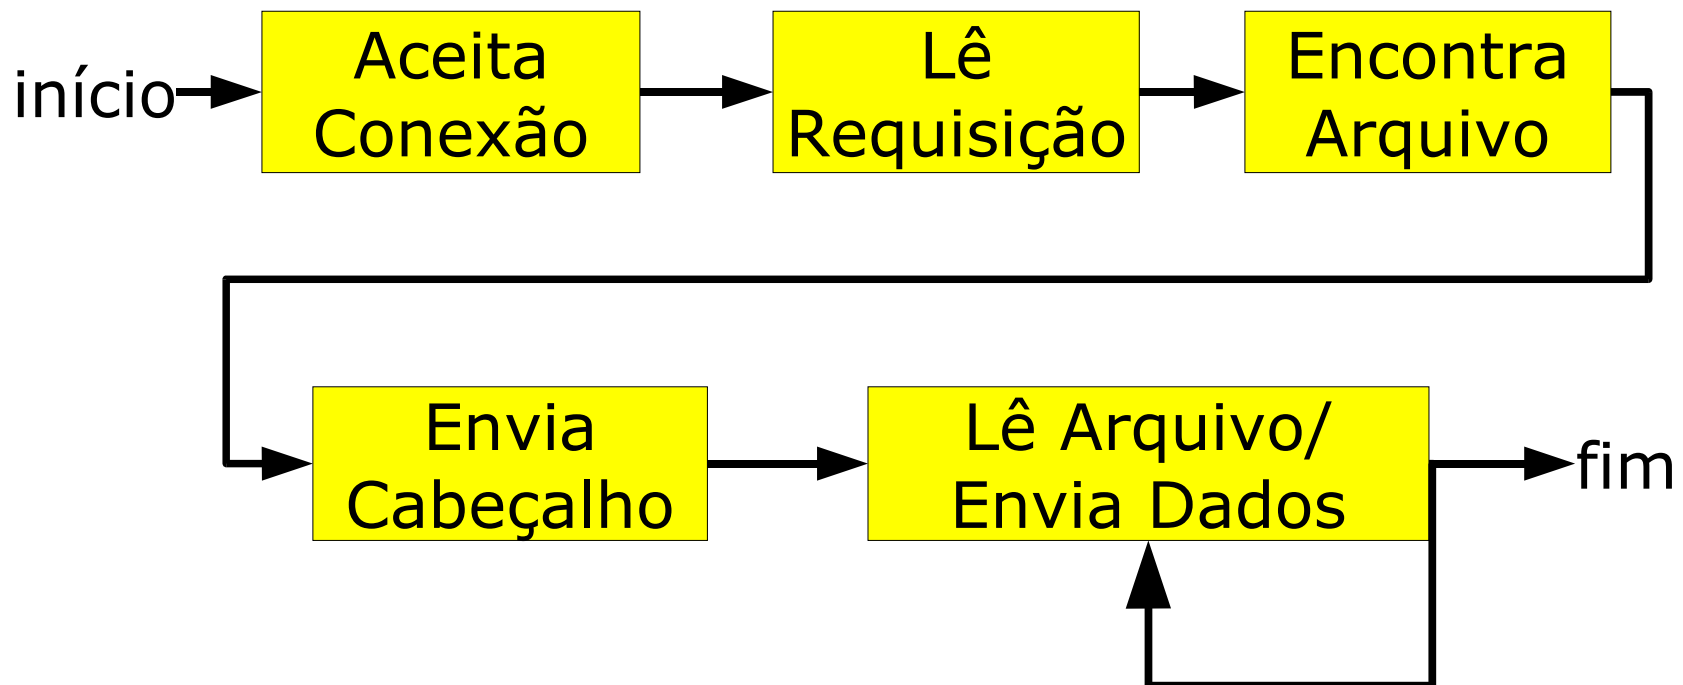 início
Aceita
Conexão
Lê
Requisição
Encontra
Arquivo
Envia
Cabeçalho
Lê Arquivo/
Envia Dados
fim